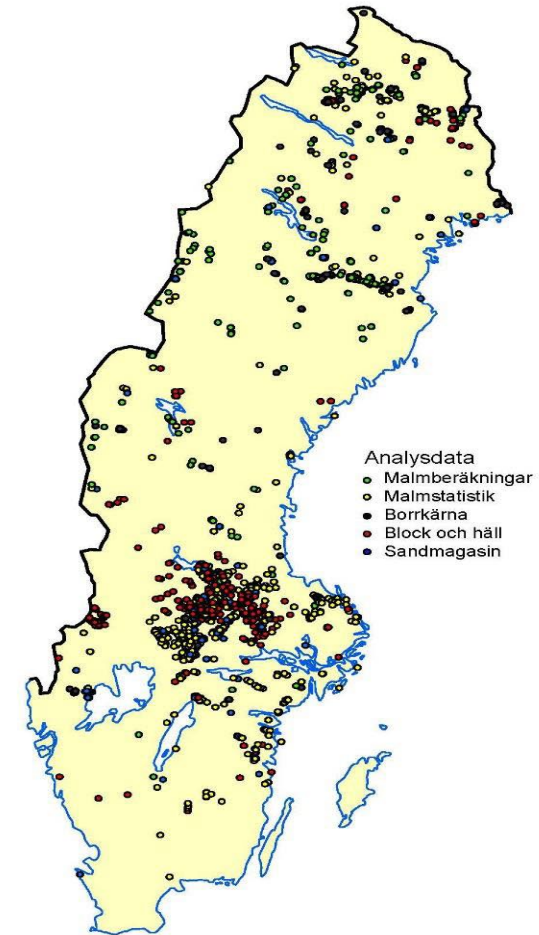 Analysdata
Malmberäkningar
Malmstatistik
Borrkärna
Block och häll
Sandmagasin